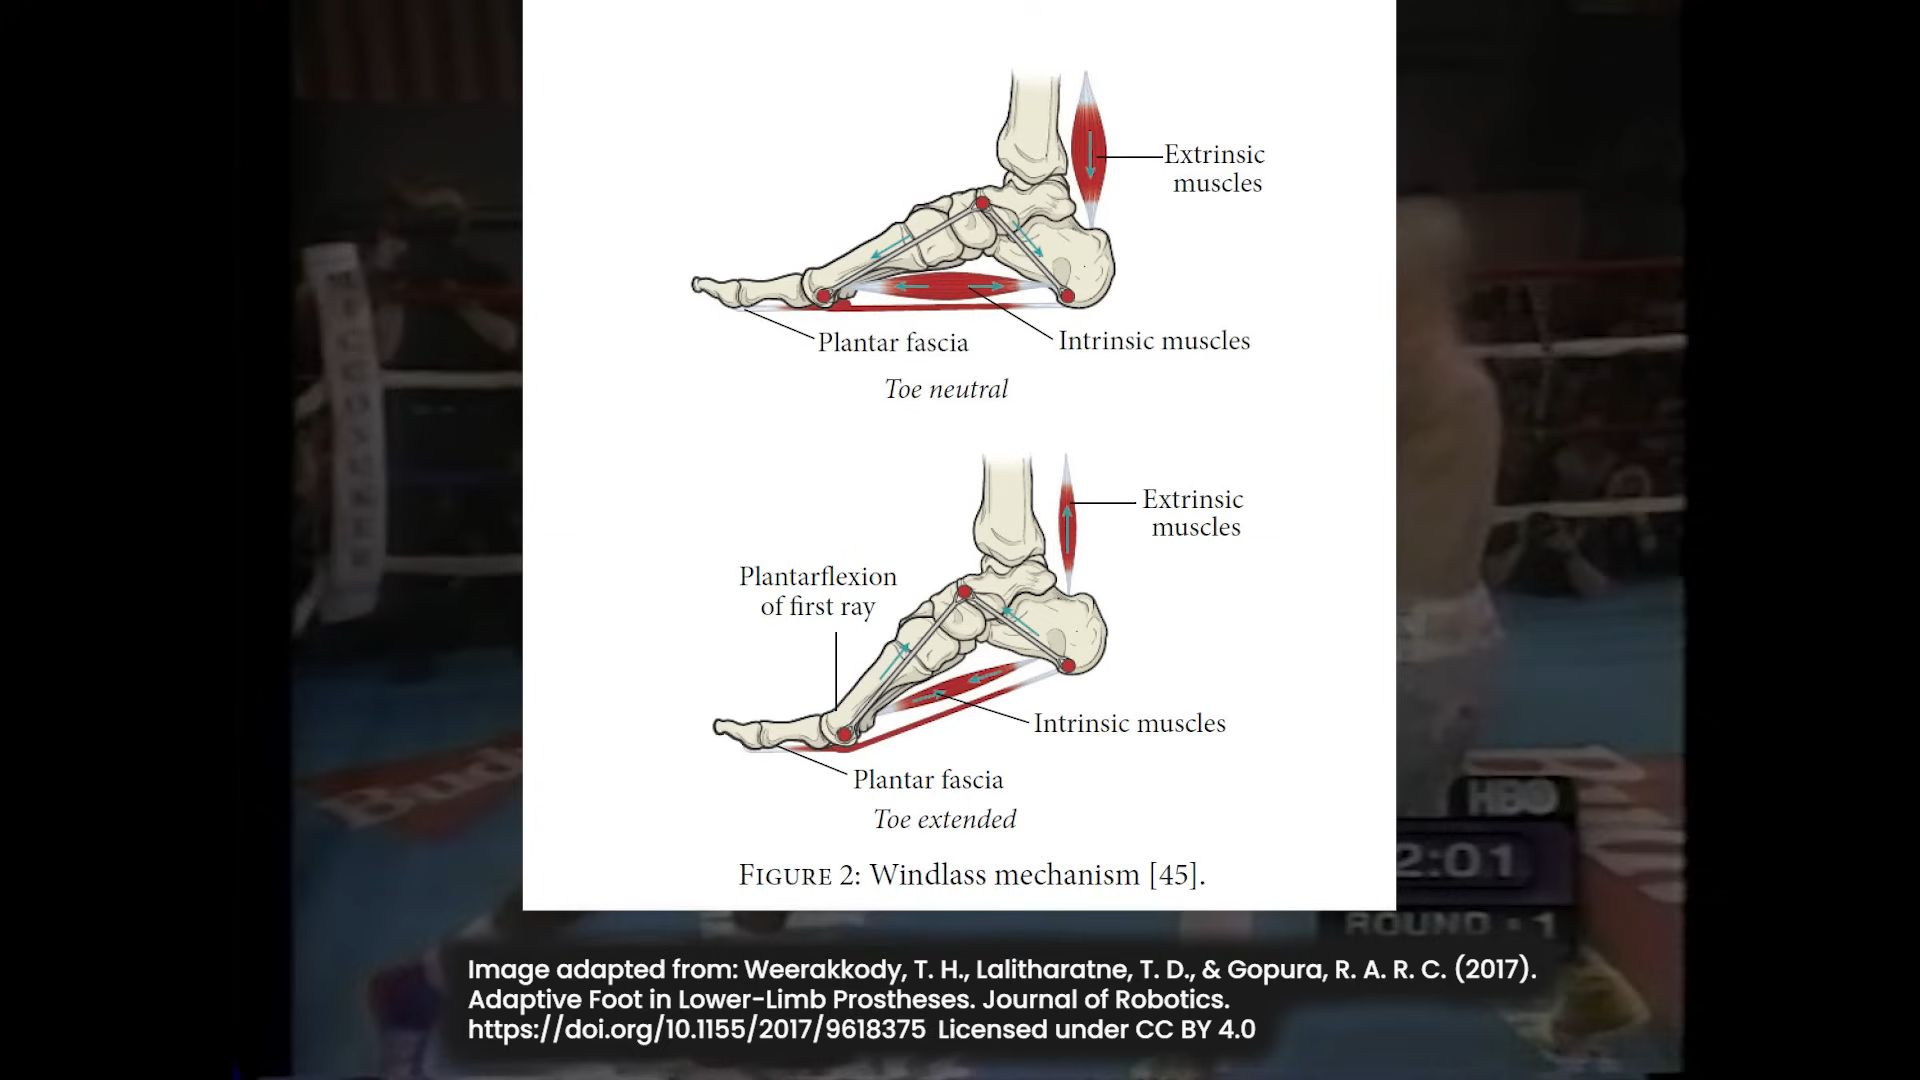 Extrinsic
muscles
Plantar fascia
Intrinsic muscles
Toe neutral
Extrinsic
muscles
Plantarflexion
of first ray
Intrinsic muscles
Plantar fascia
Toe extended
FIGURE 2: Windlass mechanism [45].
HBO
2:01
ROUND - 1
Image adapted from: Weerakkody, T. H., Lalitharatne, T. D., & Gopura, R. A. R. C. (2017).
Adaptive Foot in Lower-Limb Prostheses. Journal of Robotics.
https://doi.org/10.1155/2017/9618375 Licensed under CC BY 4.0